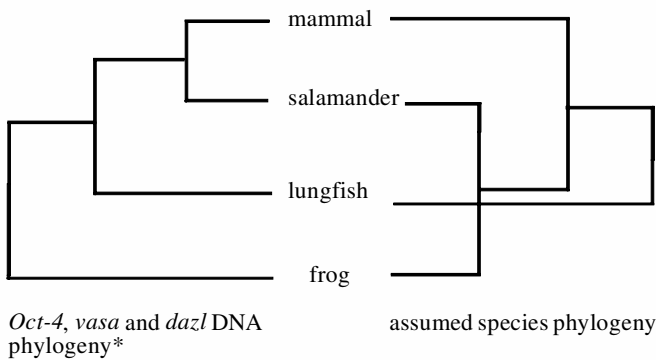 mammal
salamander
lungfish
frog
Oct-4, vasa and dazl DNA
phylogeny*
assumed species phylogeny